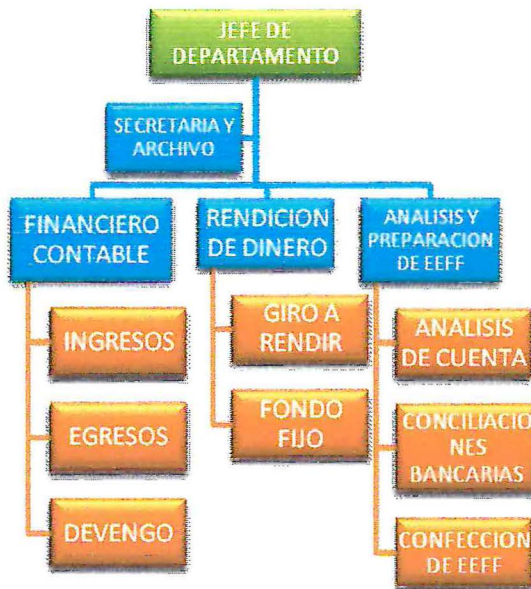 JEFE DE
DEPARTAMENTO
SECRETARIA Y
ARCHIVO
FINANCIERO
CONTABLE
RENDICION
DE DINERO
ANALISIS Y
PREPARACION
DE EEFF
INGRESOS
EGRESOS
DEVENGO
GIRO A
RENDIR
FONDO
FIJO
ANALISIS
DE CUENTA
CONCILIACIO
NES
BANCARIAS
CONFECCION
DE EEFF